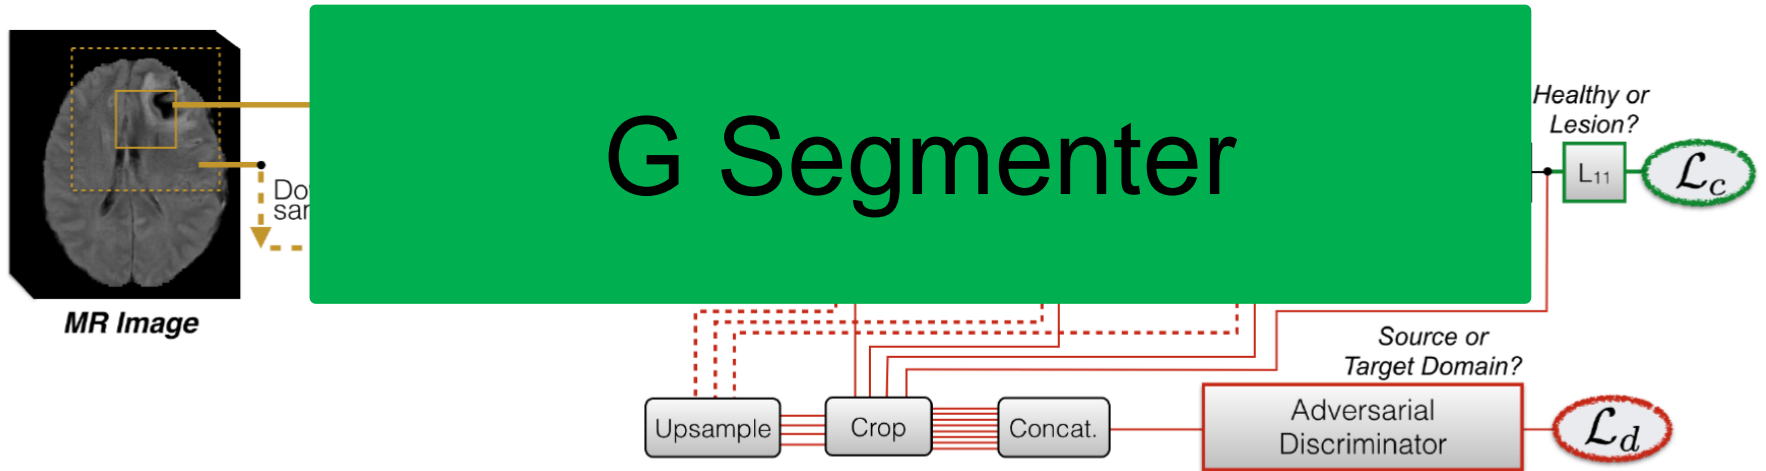 G Segmenter
Healthy or
Lesion?
L11
ℒc
MR Image
Source or
Target Domain?
Upsample
Crop
Concat.
Adversarial
Discriminator
ℒd